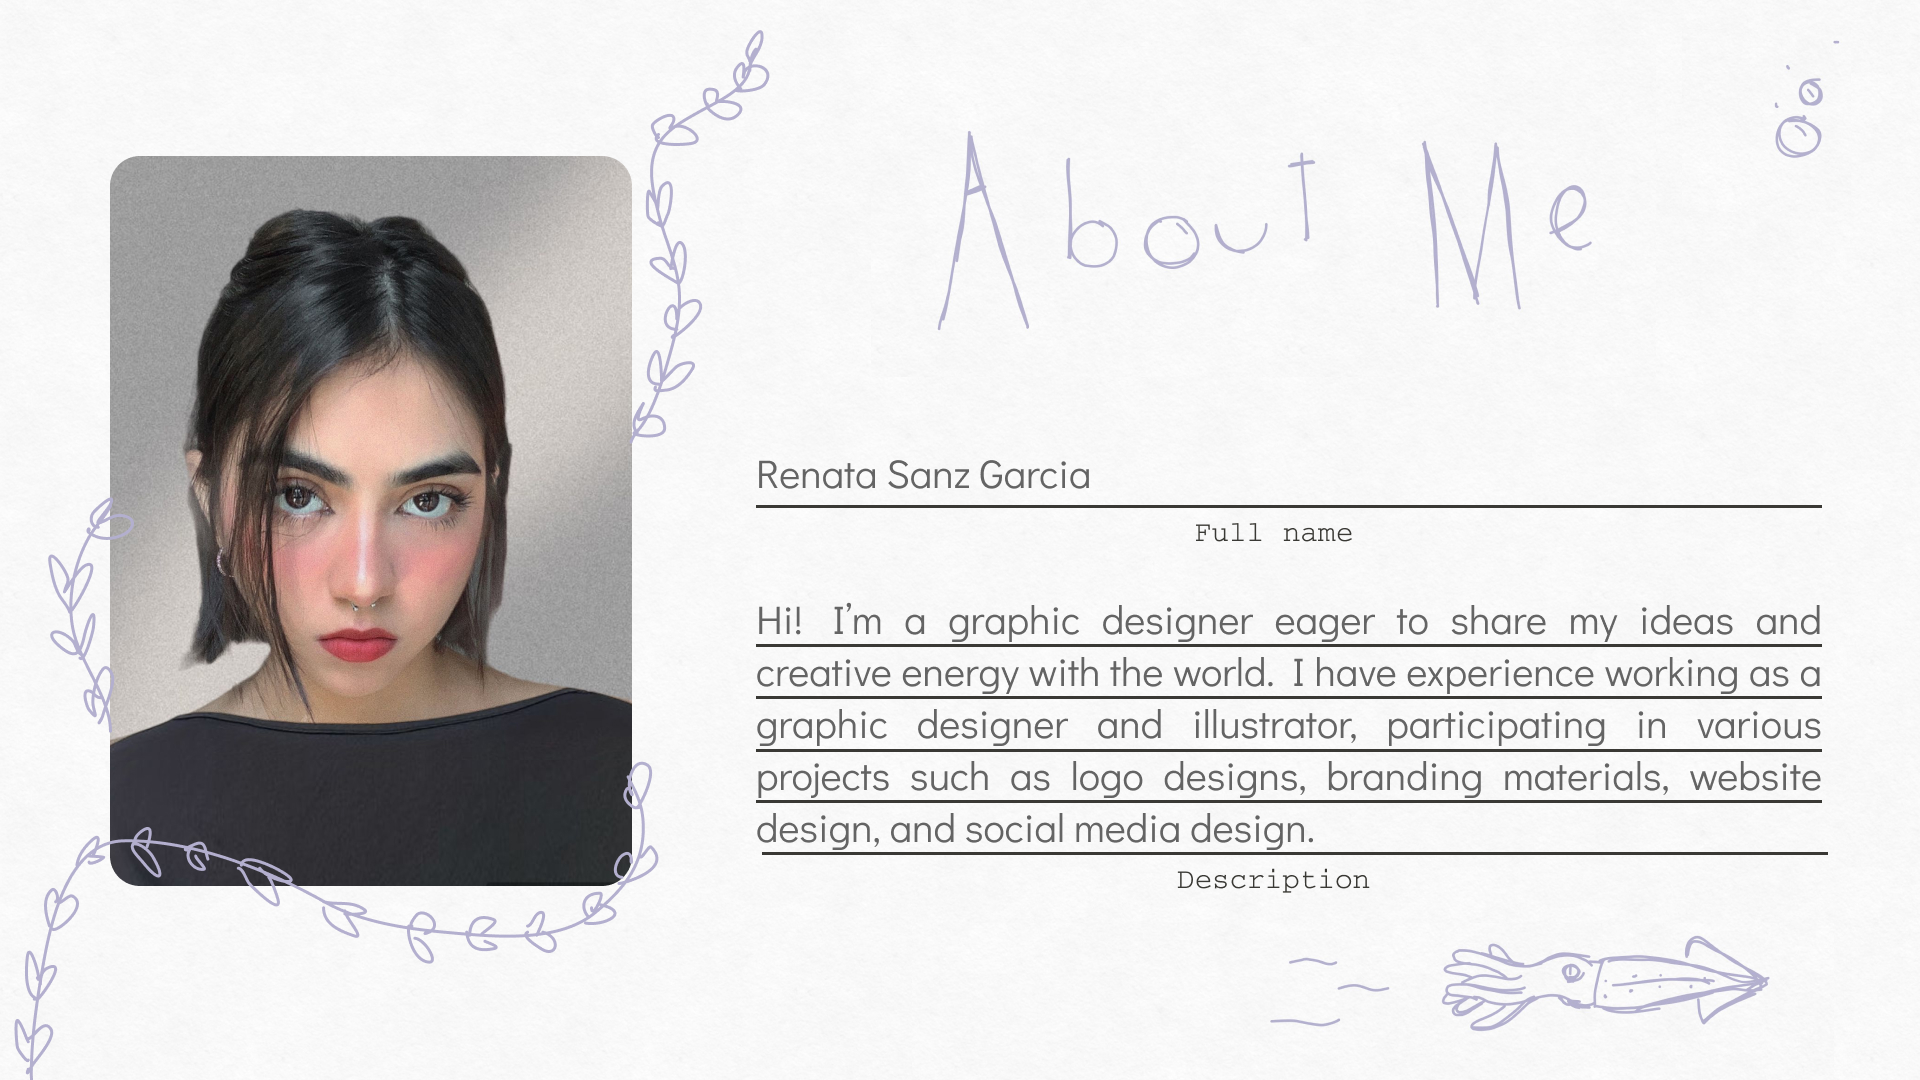 About Me
Renata Sanz Garcia
Full name
Hi! I’m a graphic designer eager to share my ideas and
creative energy with the world. I have experience working as a
graphic designer and illustrator, participating in various
projects such as logo designs, branding materials, website
design, and social media design.
Description